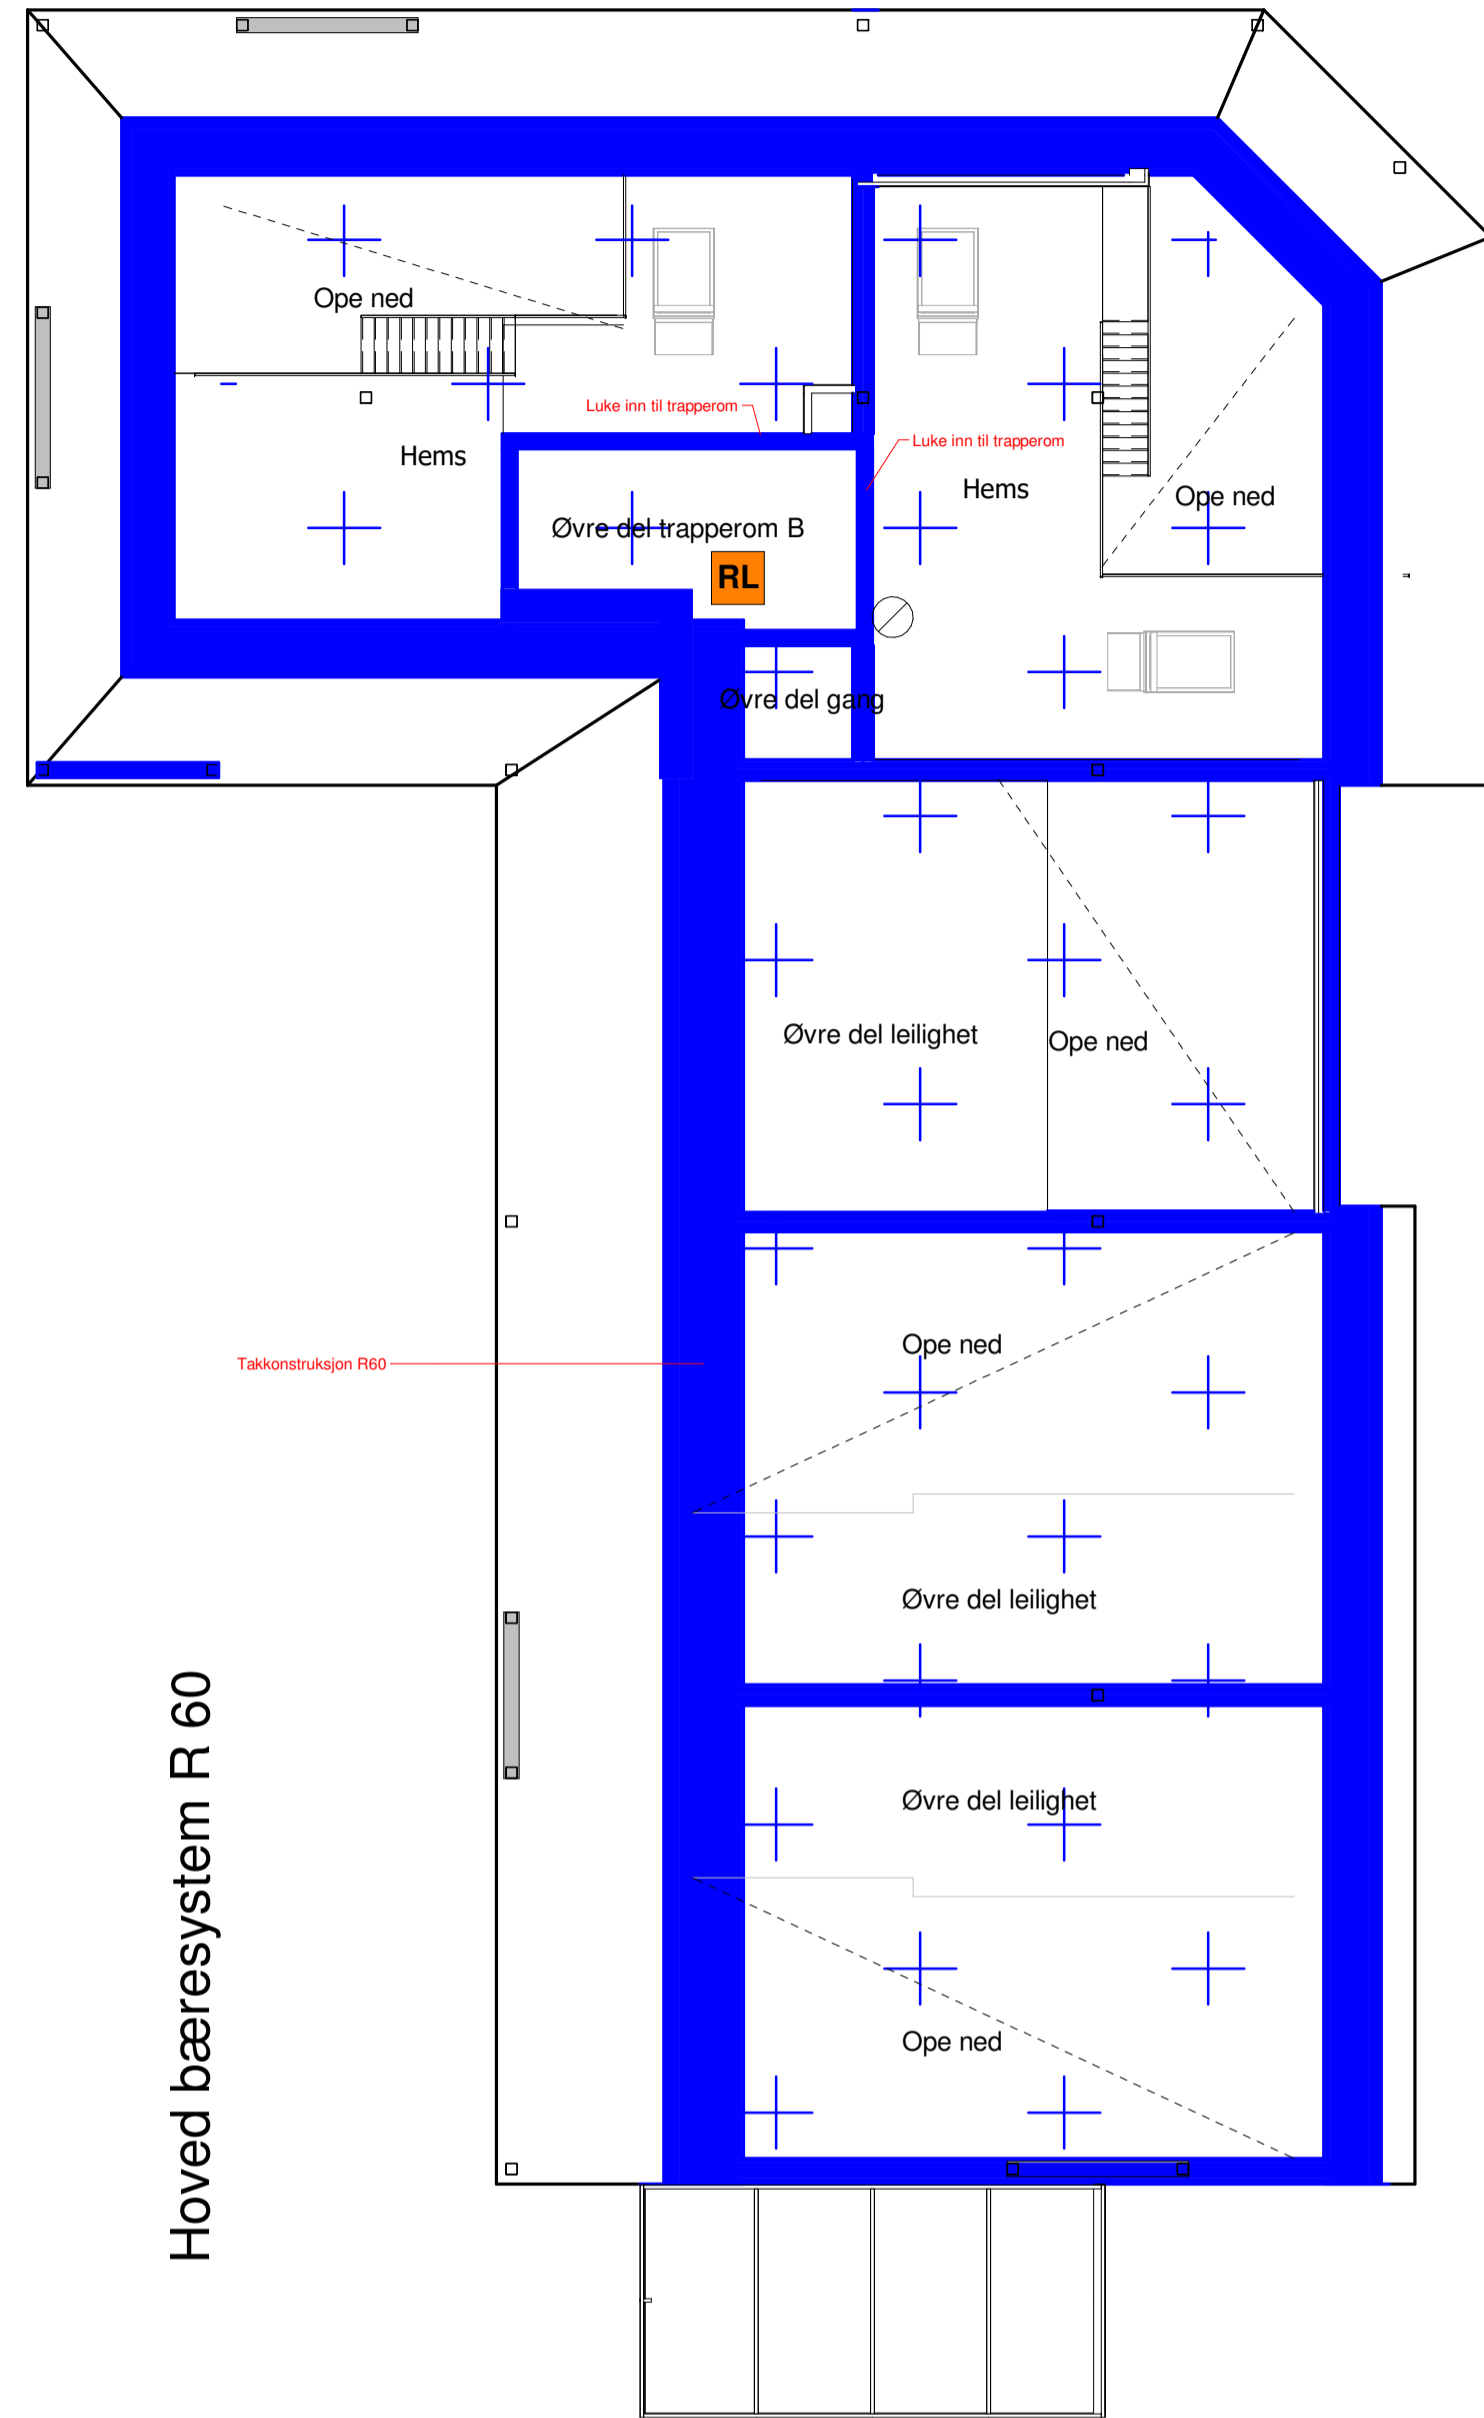 Ope ned
Luke inn til trapperom
Luke inn til trapperom
Hems
Hems
Ope ned
Øvre del trapperom B
RL
Øvre del gang
Øvre del leilighet
Ope ned
Ope ned
Takkonstruksjon R60
Øvre del leilighet
Hoved bæresystem R 60
Øvre del leilighet
Ope ned